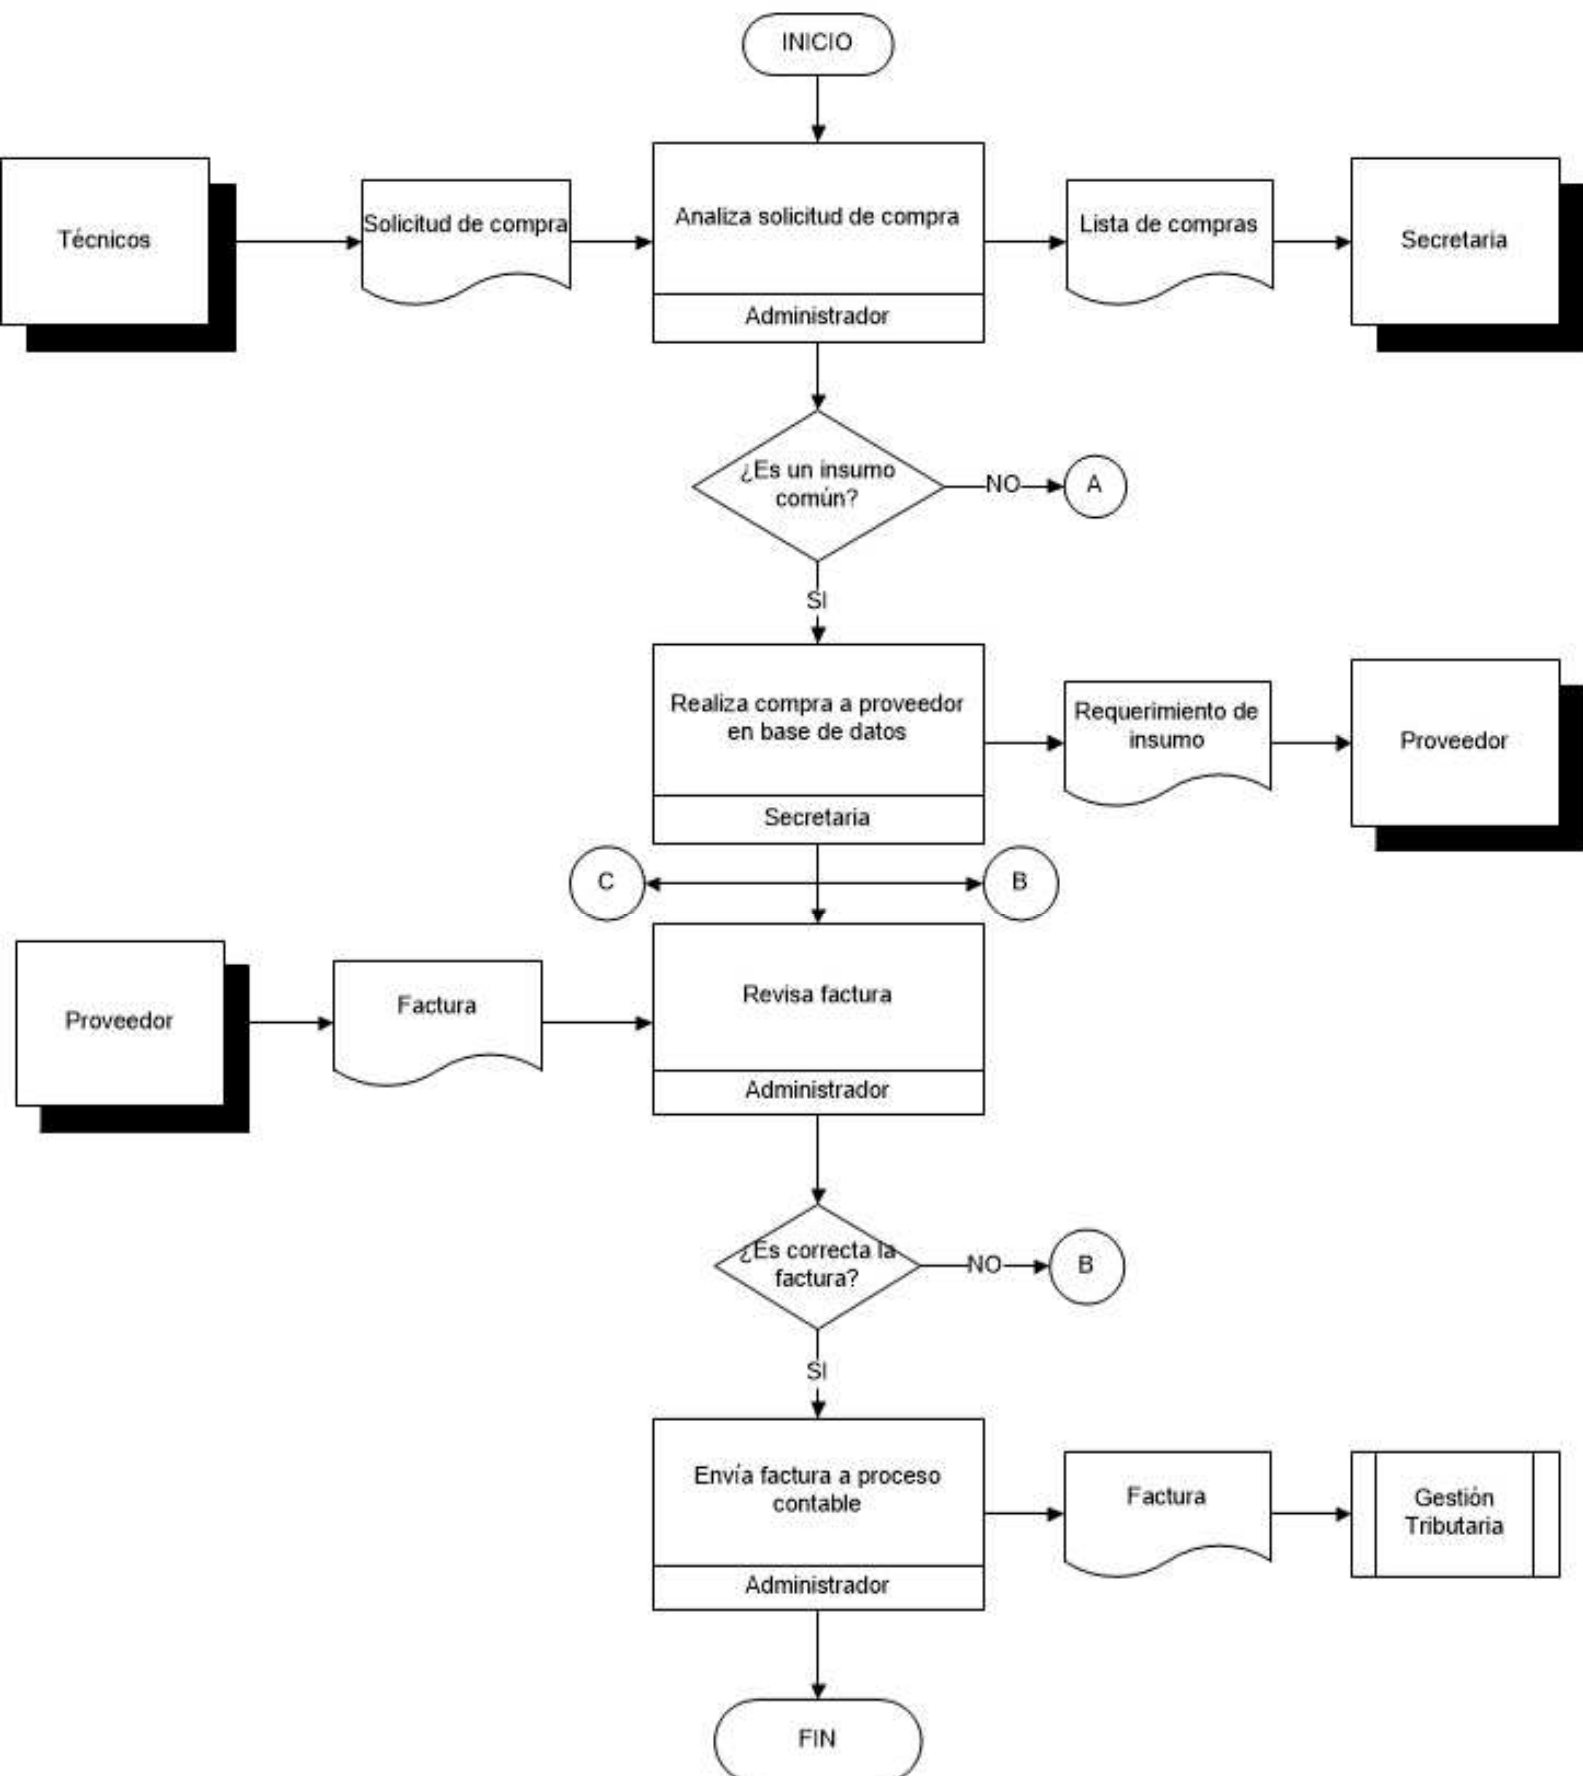 INICIO
Técnicos
Solicitud de compra
Analiza solicitud de compra
Administrador
Lista de compras
Secretaria
¿Es un insumo
común?
NO
A
SI
Realiza compra a proveedor
en base de datos
Secretaria
Requerimiento de
insumo
Proveedor
C
B
Proveedor
Factura
Revisa factura
Administrador
¿Es correcta la
factura?
NO
B
SI
Envía factura a proceso
contable
Administrador
Factura
Gestión
Tributaria
FIN